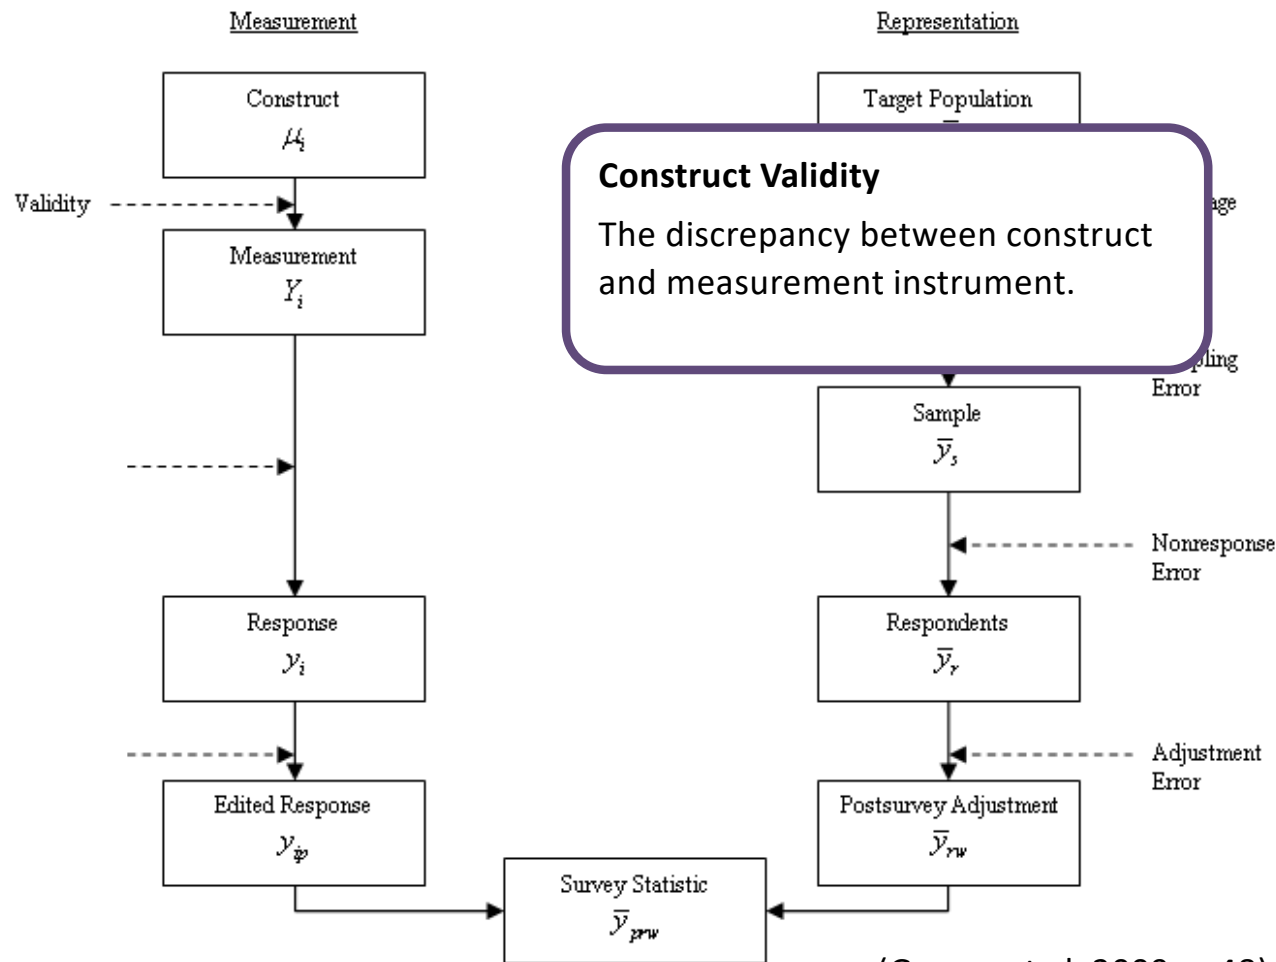 Measurement
Representation
Construct
μᵢ
Target Population
Construct Validity
The discrepancy between construct
and measurement instrument.
Validity
Measurement
Yᵢ
Error
Sample
ȳₛ
Nonresponse
Error
Response
yᵢ
Respondents
ȳᵣ
Adjustment
Error
Edited Response
yᵢₚ
Postsurvey Adjustment
ȳᵣw
Survey Statistic
ȳₚᵣw